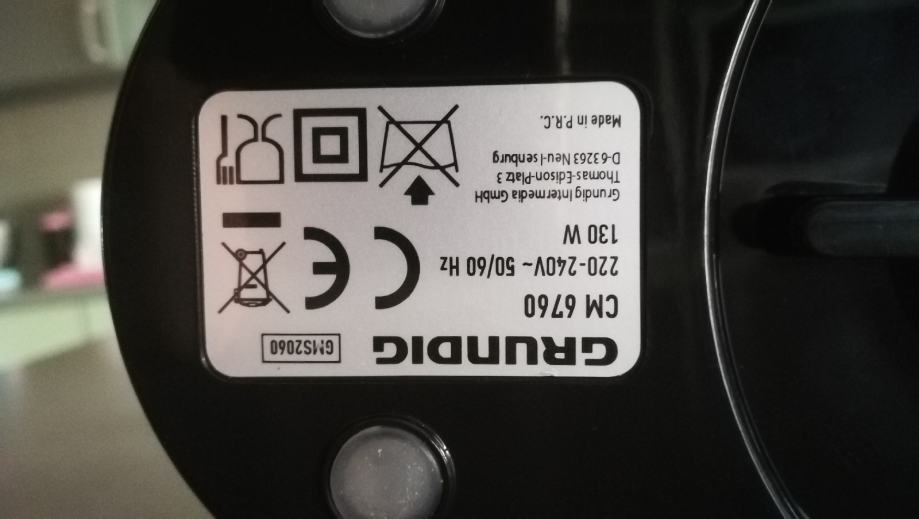 GRUNDIG
GMS2060
CM 6760
220-240V~ 50/60 Hz
130 W
Grundig Intermedia GmbH
Thomas-Edison-Platz 3
D-63263 Neu-Isenburg
Made in P.R.C.
CE